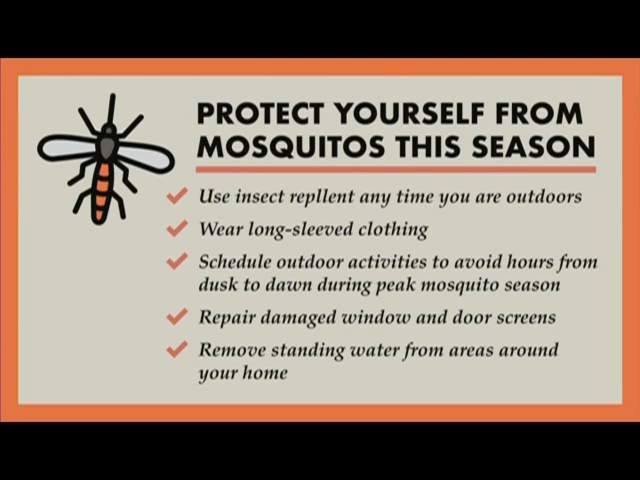 PROTECT YOURSELF FROM
MOSQUITOS THIS SEASON
Use insect repllent any time you are outdoors
Wear long-sleeved clothing
Schedule outdoor activities to avoid hours from
dusk to dawn during peak mosquito season
Repair damaged window and door screens
Remove standing water from areas around
your home